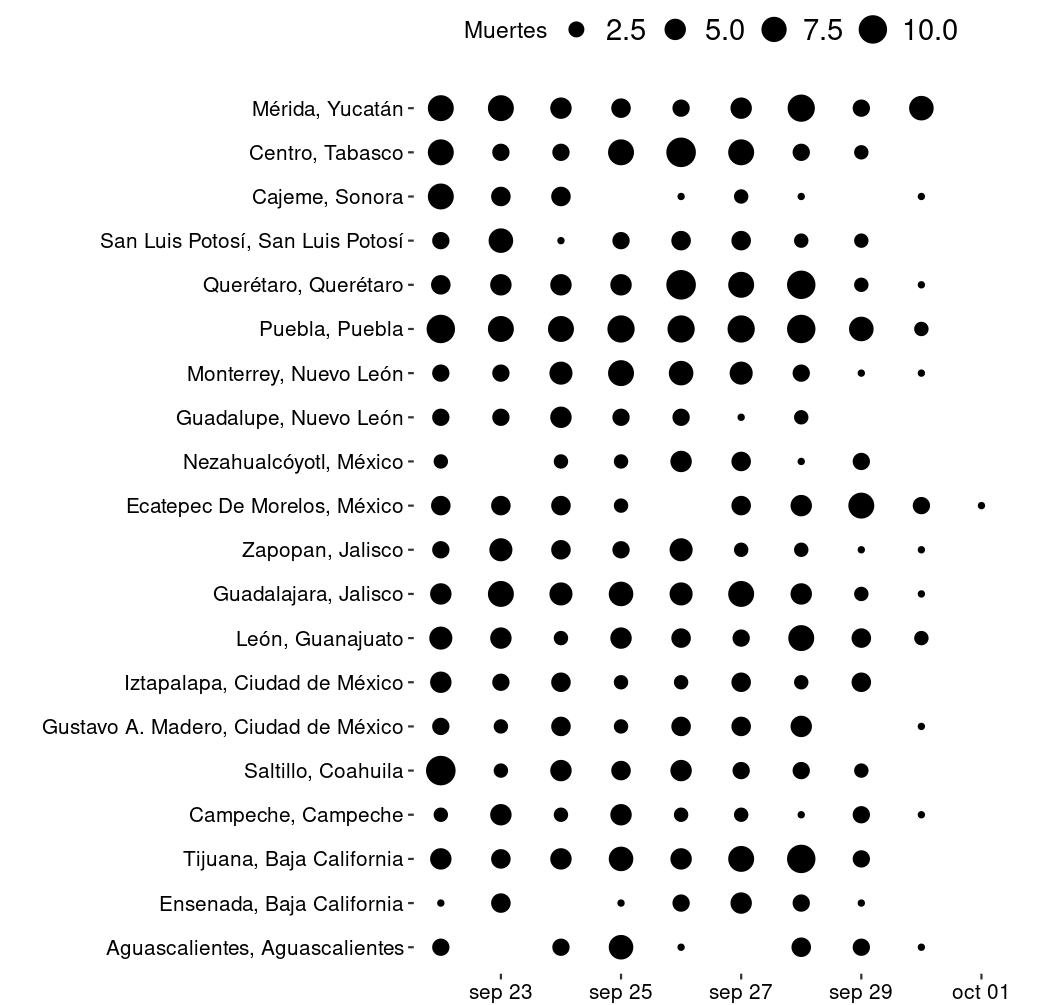 Muertes 2.5 5.0 7.5 10.0
Mérida, Yucatán
Centro, Tabasco
Cajeme, Sonora
San Luis Potosí, San Luis Potosí
Querétaro, Querétaro
Puebla, Puebla
Monterrey, Nuevo León
Guadalupe, Nuevo León
Nezahualcóyotl, México
Ecatepec De Morelos, México
Zapopan, Jalisco
Guadalajara, Jalisco
León, Guanajuato
Iztapalapa, Ciudad de México
Gustavo A. Madero, Ciudad de México
Saltillo, Coahuila
Campeche, Campeche
Tijuana, Baja California
Ensenada, Baja California
Aguascalientes, Aguascalientes
sep 23 sep 25 sep 27 sep 29 oct 01